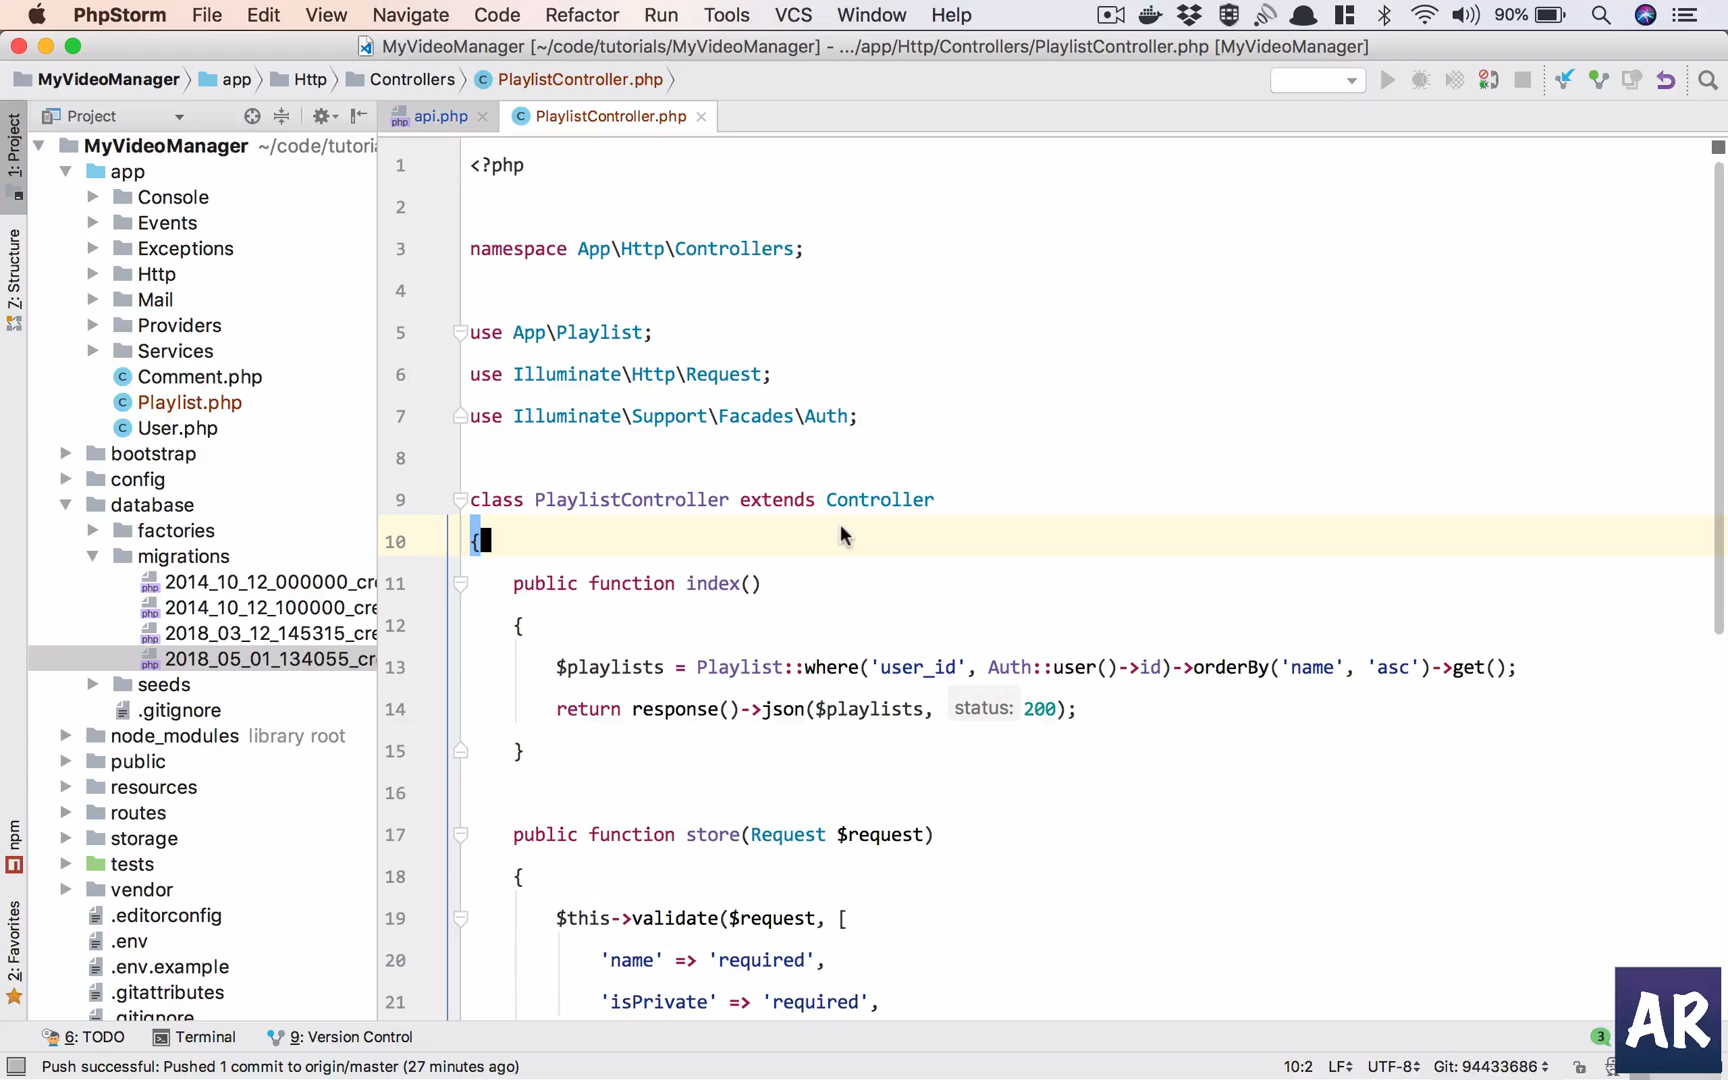 PhpStorm File Edit View Navigate Code Refactor Run Tools VCS Window Help 90%
MyVideoManager [~/code/tutorials/MyVideoManager] - .../app/Http/Controllers/PlaylistController.php [MyVideoManager]
MyVideoManager app Http Controllers PlaylistController.php
Project
api.php
PlaylistController.php
1: Project
7: Structure
npm
2: Favorites
MyVideoManager ~/code/tutori
app
Console
Events
Exceptions
Http
Mail
Providers
Services
Comment.php
Playlist.php
User.php
bootstrap
config
database
factories
migrations
2014_10_12_000000_cre
2014_10_12_100000_cre
2018_03_12_145315_cre
2018_05_01_134055_cr
seeds
.gitignore
node_modules library root
public
resources
routes
storage
tests
vendor
.editorconfig
.env
.env.example
.gitattributes
.gitignore
1 <?php
2
3 namespace App\Http\Controllers;
4
5 use App\Playlist;
6 use Illuminate\Http\Request;
7 use Illuminate\Support\Facades\Auth;
8
9 class PlaylistController extends Controller
10 {
11 public function index()
12 {
13 $playlists = Playlist::where('user_id', Auth::user()->id)->orderBy('name', 'asc')->get();
14 return response()->json($playlists, status: 200);
15 }
16
17 public function store(Request $request)
18 {
19 $this->validate($request, [
20 'name' => 'required',
21 'isPrivate' => 'required',
6: TODO Terminal 9: Version Control 3
Push successful: Pushed 1 commit to origin/master (27 minutes ago) 10:2 LF UTF-8 Git: 94433686
AR